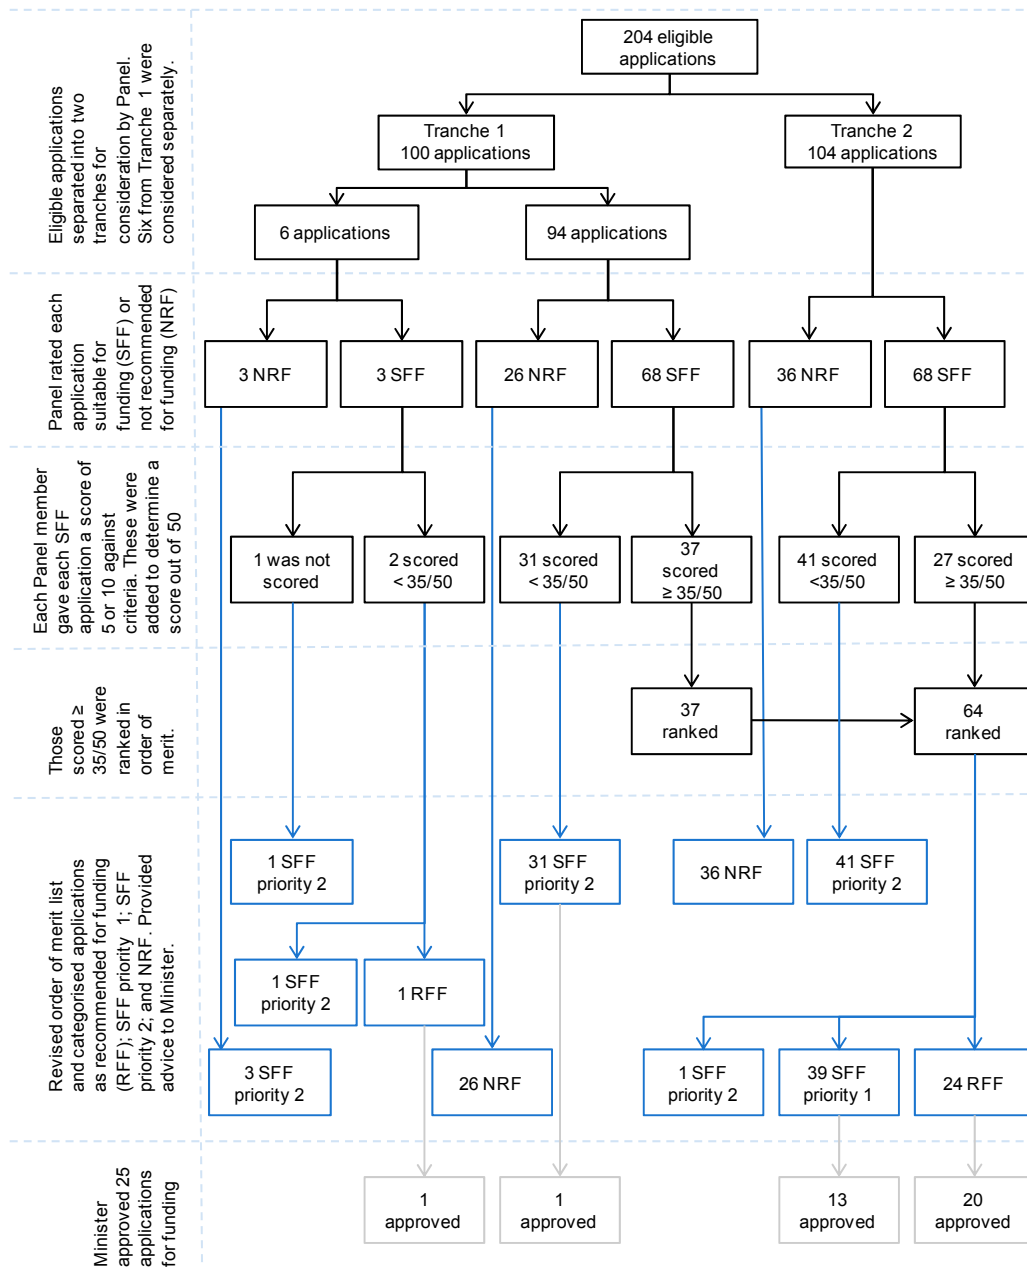 204 eligible
applications
Eligible applications
separated into two
tranches for
consideration by Panel.
Six from Tranche 1 were
considered separately.
Tranche 1
100 applications
Tranche 2
104 applications
6 applications
94 applications
Panel rated each
application
suitable for
funding (SFF) or
not recommended
for funding (NRF)
3 NRF
3 SFF
26 NRF
68 SFF
36 NRF
68 SFF
Each Panel member
gave each SFF
application a score of
5 or 10 against
criteria. These were
added to determine a
score out of 50
1 was not
scored
2 scored
< 35/50
31 scored
< 35/50
37
scored
≥ 35/50
41 scored
<35/50
27 scored
≥ 35/50
Those
scored ≥
35/50 were
ranked in
order of
merit.
37
ranked
64
ranked
Revised order of merit list
and categorised applications
as recommended for funding
(RFF); SFF priority 1; SFF
priority 2; and NRF. Provided
advice to Minister.
1 SFF
priority 2
31 SFF
priority 2
36 NRF
41 SFF
priority 2
1 SFF
priority 2
1 RFF
3 SFF
priority 2
26 NRF
1 SFF
priority 2
39 SFF
priority 1
24 RFF
Minister
approved 25
applications
for funding
1
approved
1
approved
13
approved
20
approved